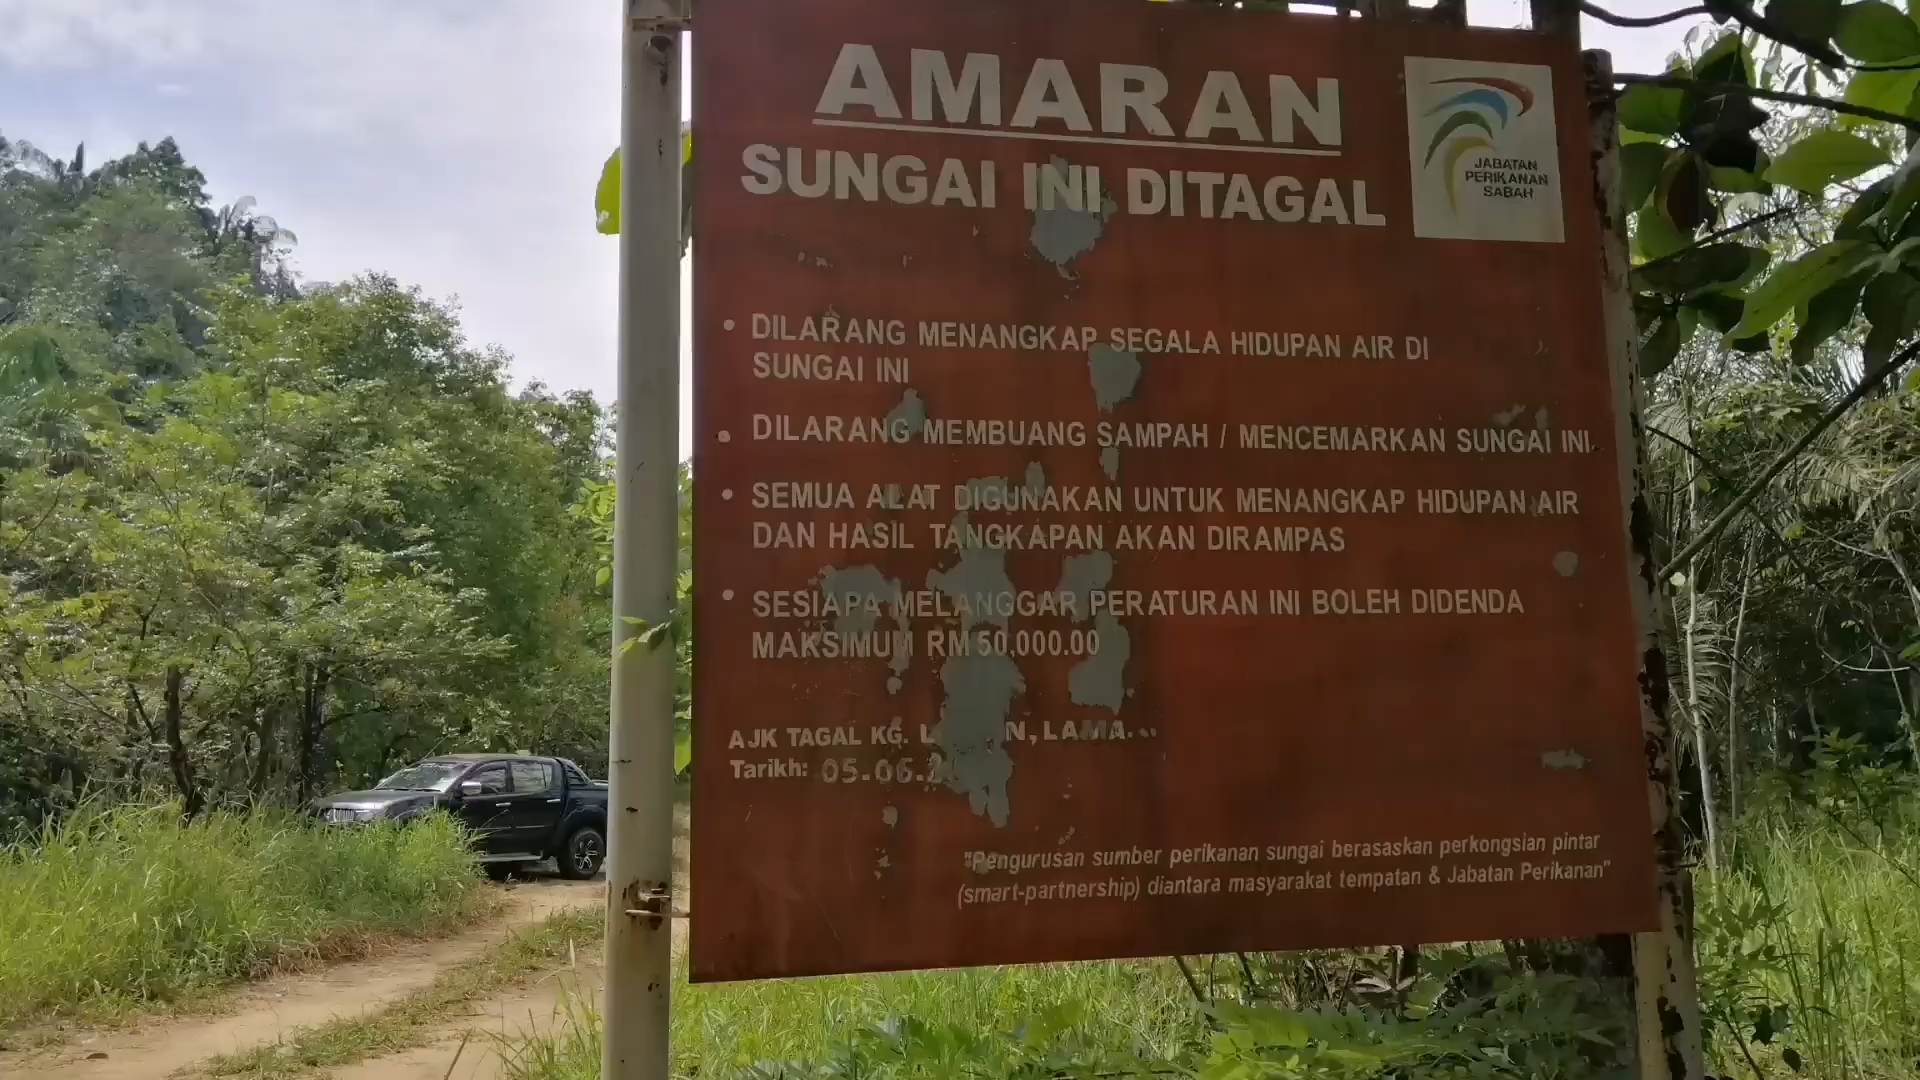 AMARAN
SUNGAI INI DITAGAL
JABATAN
PERIKANAN
SABAH
• DILARANG MENANGKAP SEGALA HIDUPAN AIR DI
SUNGAI INI
• DILARANG MEMBUANG SAMPAH / MENCEMARKAN SUNGAI INI
• SEMUA ALAT DIGUNAKAN UNTUK MENANGKAP HIDUPAN AIR
DAN HASIL TANGKAPAN AKAN DIRAMPAS
• SESIAPA MELANGGAR PERATURAN INI BOLEH DIDENDA
MAKSIMUM RM 50,000.00
AJK TAGAL KG.
Tarikh: 05.06.
"Pengurusan sumber perikanan sungai berasaskan perkongsian pintar
(smart-partnership) diantara masyarakat tempatan & Jabatan Perikanan"